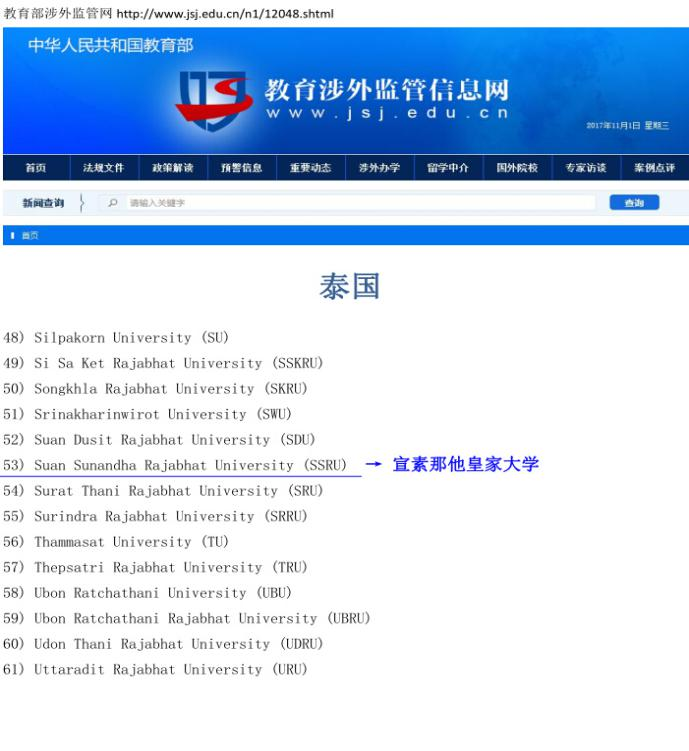 教育部涉外监管网 http://www.jsj.edu.cn/n1/12048.shtml
中华人民共和国教育部
教育涉外监管信息网
www.jsj.edu.cn
2017年11月1日 星期三
首页 法规文件 政策解读 预警信息 重要动态 涉外办学 留学中介 国外院校 专家访谈 案例点评
新闻查询 请输入关键字 查询
首页
泰国
48) Silpakorn University (SU)
49) Si Sa Ket Rajabhat University (SSKRU)
50) Songkhla Rajabhat University (SKRU)
51) Srinakharinwirot University (SWU)
52) Suan Dusit Rajabhat University (SDU)
53) Suan Sunandha Rajabhat University (SSRU) → 宣素那他皇家大学
54) Surat Thani Rajabhat University (SRU)
55) Surindra Rajabhat University (SRRU)
56) Thammasat University (TU)
57) Thepsatri Rajabhat University (TRU)
58) Ubon Ratchathani University (UBU)
59) Ubon Ratchathani Rajabhat University (UBRU)
60) Udon Thani Rajabhat University (UDRU)
61) Uttaradit Rajabhat University (URU)